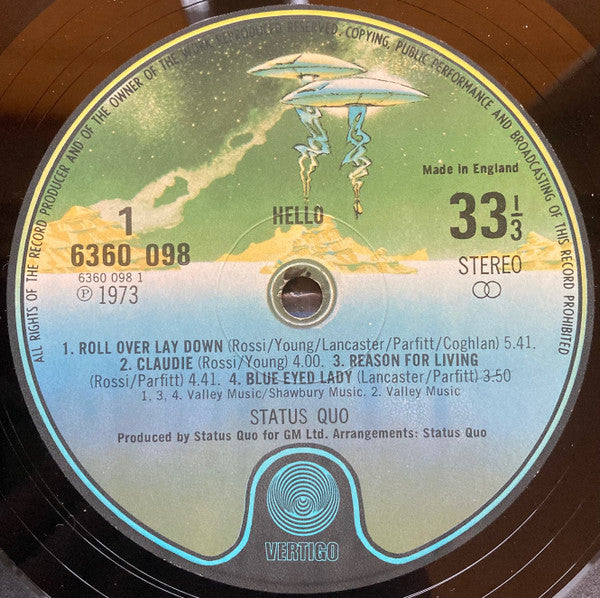 ALL RIGHTS OF THE RECORD PRODUCER AND OF THE OWNER OF THE WORK REPRODUCED RESERVED, COPYING, PUBLIC PERFORMANCE AND BROADCASTING OF THIS RECORD PROHIBITED
Made in England
1
HELLO
33 1/3
6360 098
STEREO
6360 098 1
℗ 1973
1. ROLL OVER LAY DOWN (Rossi/Young/Lancaster/Parfitt/Coghlan) 5.41.
2. CLAUDIE (Rossi/Young) 4.00. 3. REASON FOR LIVING
(Rossi/Parfitt) 4.41. 4. BLUE EYED LADY (Lancaster/Parfitt) 3.50
1, 3, 4. Valley Music/Shawbury Music. 2. Valley Music
STATUS QUO
Produced by Status Quo for GM Ltd. Arrangements: Status Quo
VERTIGO